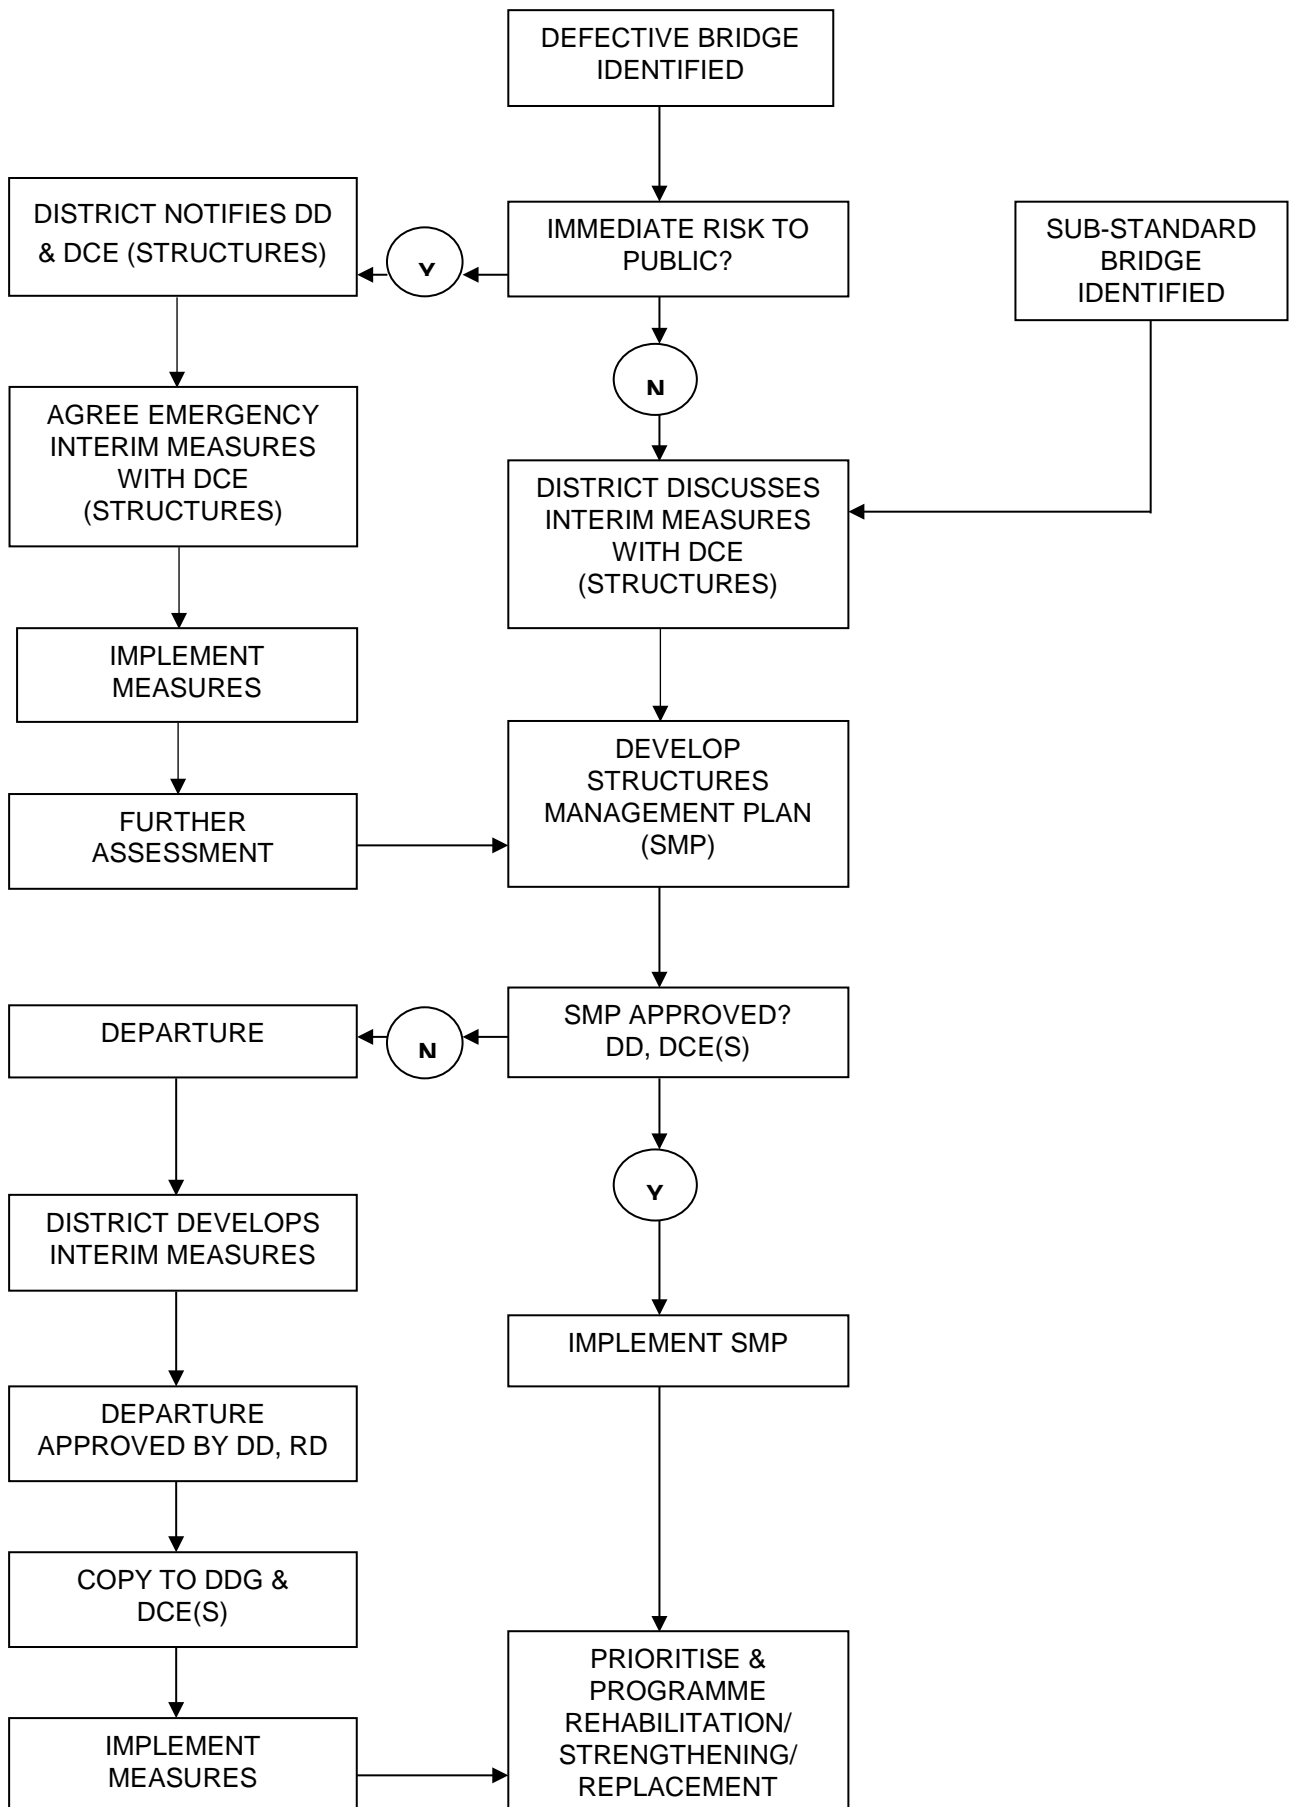 DEFECTIVE BRIDGE
IDENTIFIED
DISTRICT NOTIFIES DD
& DCE (STRUCTURES)
Y
IMMEDIATE RISK TO
PUBLIC?
SUB-STANDARD
BRIDGE
IDENTIFIED
N
AGREE EMERGENCY
INTERIM MEASURES
WITH DCE
(STRUCTURES)
DISTRICT DISCUSSES
INTERIM MEASURES
WITH DCE
(STRUCTURES)
IMPLEMENT
MEASURES
DEVELOP
STRUCTURES
MANAGEMENT PLAN
(SMP)
FURTHER
ASSESSMENT
DEPARTURE
N
SMP APPROVED?
DD, DCE(S)
Y
DISTRICT DEVELOPS
INTERIM MEASURES
IMPLEMENT SMP
DEPARTURE
APPROVED BY DD, RD
COPY TO DDG &
DCE(S)
IMPLEMENT
MEASURES
PRIORITISE &
PROGRAMME
REHABILITATION/
STRENGTHENING/
REPLACEMENT